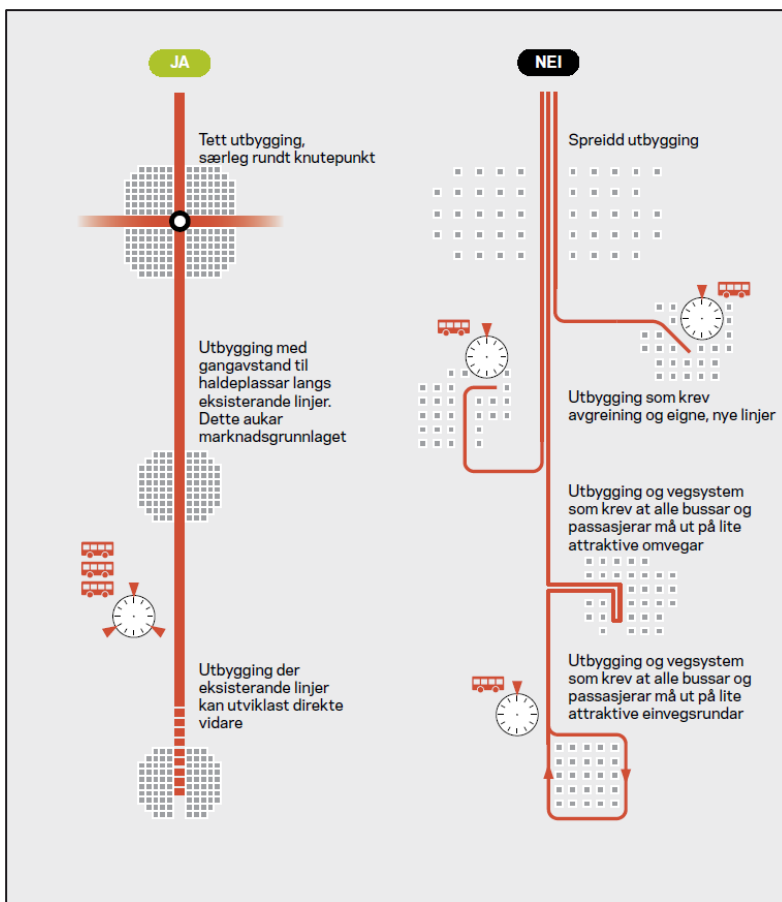 JA
Tett utbygging,
særleg rundt knutepunkt
Utbygging med
gangavstand til
haldeplassar langs
eksisterande linjer.
Dette aukar
marknadsgrunnlaget
Utbygging der
eksisterande linjer
kan utviklast direkte
vidare
NEI
Spreidd utbygging
Utbygging som krev
avgreining og eigne, nye linjer
Utbygging og vegsystem
som krev at alle bussar og
passasjerar må ut på lite
attraktive omvegar
Utbygging og vegsystem
som krev at alle bussar og
passasjerar må ut på lite
attraktive einvegsrundar